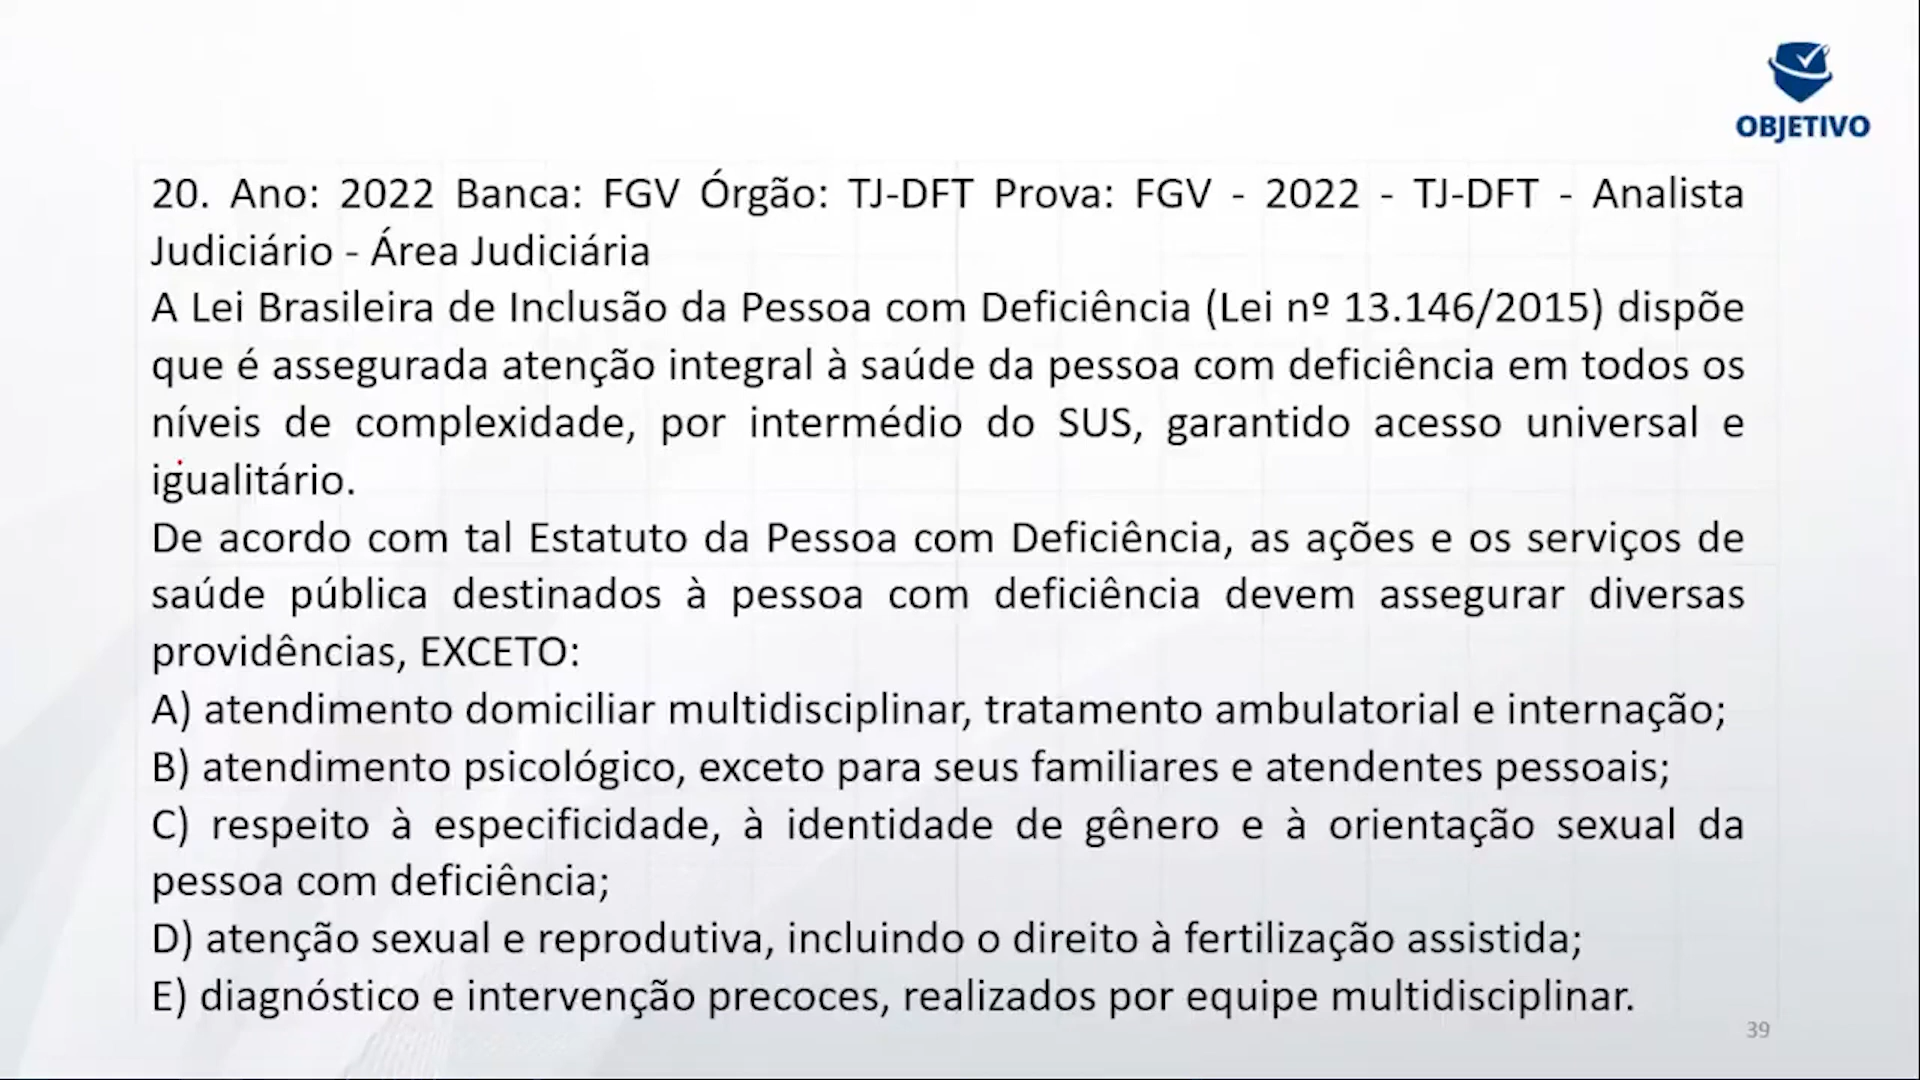 OBJETIVO
20. Ano: 2022 Banca: FGV Órgão: TJ-DFT Prova: FGV - 2022 - TJ-DFT - Analista
Judiciário - Área Judiciária
A Lei Brasileira de Inclusão da Pessoa com Deficiência (Lei nº 13.146/2015) dispõe
que é assegurada atenção integral à saúde da pessoa com deficiência em todos os
níveis de complexidade, por intermédio do SUS, garantido acesso universal e
igualitário.
De acordo com tal Estatuto da Pessoa com Deficiência, as ações e os serviços de
saúde pública destinados à pessoa com deficiência devem assegurar diversas
providências, EXCETO:
A) atendimento domiciliar multidisciplinar, tratamento ambulatorial e internação;
B) atendimento psicológico, exceto para seus familiares e atendentes pessoais;
C) respeito à especificidade, à identidade de gênero e à orientação sexual da
pessoa com deficiência;
D) atenção sexual e reprodutiva, incluindo o direito à fertilização assistida;
E) diagnóstico e intervenção precoces, realizados por equipe multidisciplinar.
39